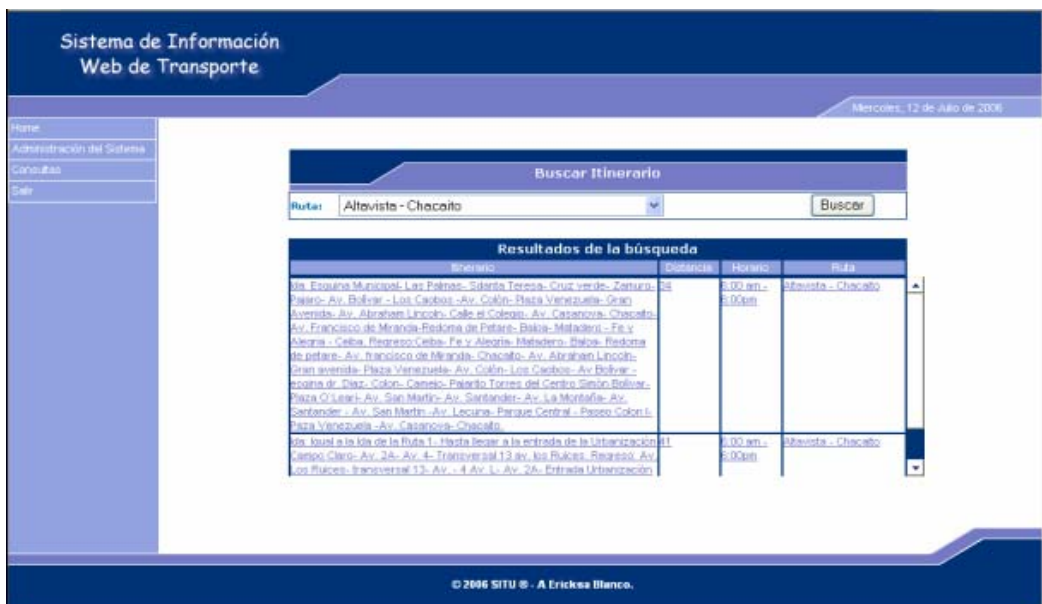 Sistema de Información
Web de Transporte
Miercoles, 12 de Julio de 2006
Home
Administración del Sistema
Consultas
Salir
Buscar Itinerario
Ruta: Altavista - Chacaito Buscar
Resultados de la búsqueda
Itinerario Distancia Horario Ruta
Ida. Esquina Municipal- Las Palmas- Sdanta Teresa- Cruz verde- Zamuro- 34 6:00 am - Altavista - Chacaito
Pajaro- Av. Bolivar - Los Caobos -Av. Colón- Plaza Venezuela- Gran 6:00pm
Avenida- Av. Abraham Lincoln- Calle el Colegio- Av. Casanova- Chacaito-
Av. Francisco de Miranda-Redoma de Petare- Baloa- Matadero - Fe y
Alegria - Ceiba. Regreso:Ceiba- Fe y Alegria- Matadero- Baloa- Redoma
de petare- Av. francisco de Miranda- Chacaito- Av. Abraham Lincoln-
Gran avenida- Plaza Venezuela- Av. Colón- Los Caobos- Av Bolivar -
esqina dr. Diaz- Colon- Camejo- Pajarito Torres del Centro Simón Bolivar-
Plaza O'Leari- Av. San Martin- Av. Santander- Av. La Montaña- Av.
Santander - Av. San Martin -Av. Lecuna- Parque Central - Paseo Colon I-
Plaza Venezuela -Av. Casanova- Chacaito.
Ida. Igual a la Ida de la Ruta 1- Hasta llegar a la entrada de la Urbanización 41 6:00 am - Altavista - Chacaito
Campo Claro- Av. 2A- Av. 4- Transversal 13 av. los Ruices. Regreso: Av. 6:00pm
Los Ruices- transversal 13- Av. - 4 Av. L- Av. 2A- Entrada Urbanización
© 2006 SITU ® - A Ericksa Blanco.